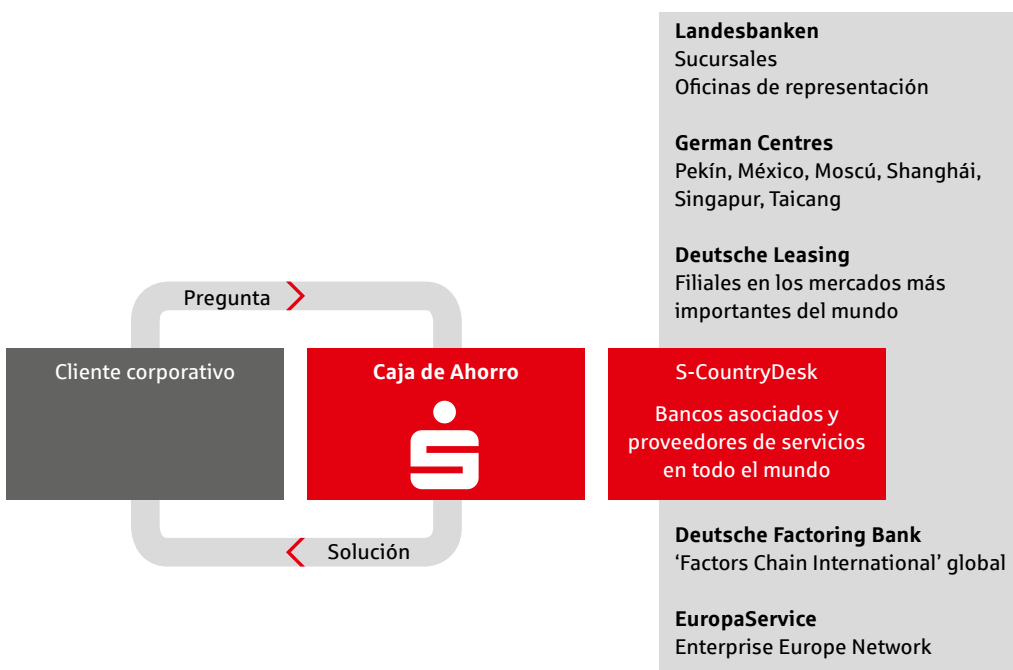 Landesbanken
Sucursales
Oficinas de representación
German Centres
Pekín, México, Moscú, Shanghái,
Singapur, Taicang
Deutsche Leasing
Filiales en los mercados más
importantes del mundo
Pregunta
Cliente corporativo
Caja de Ahorro
S-CountryDesk
Bancos asociados y
proveedores de servicios
en todo el mundo
Solución
Deutsche Factoring Bank
‘Factors Chain International’ global
EuropaService
Enterprise Europe Network